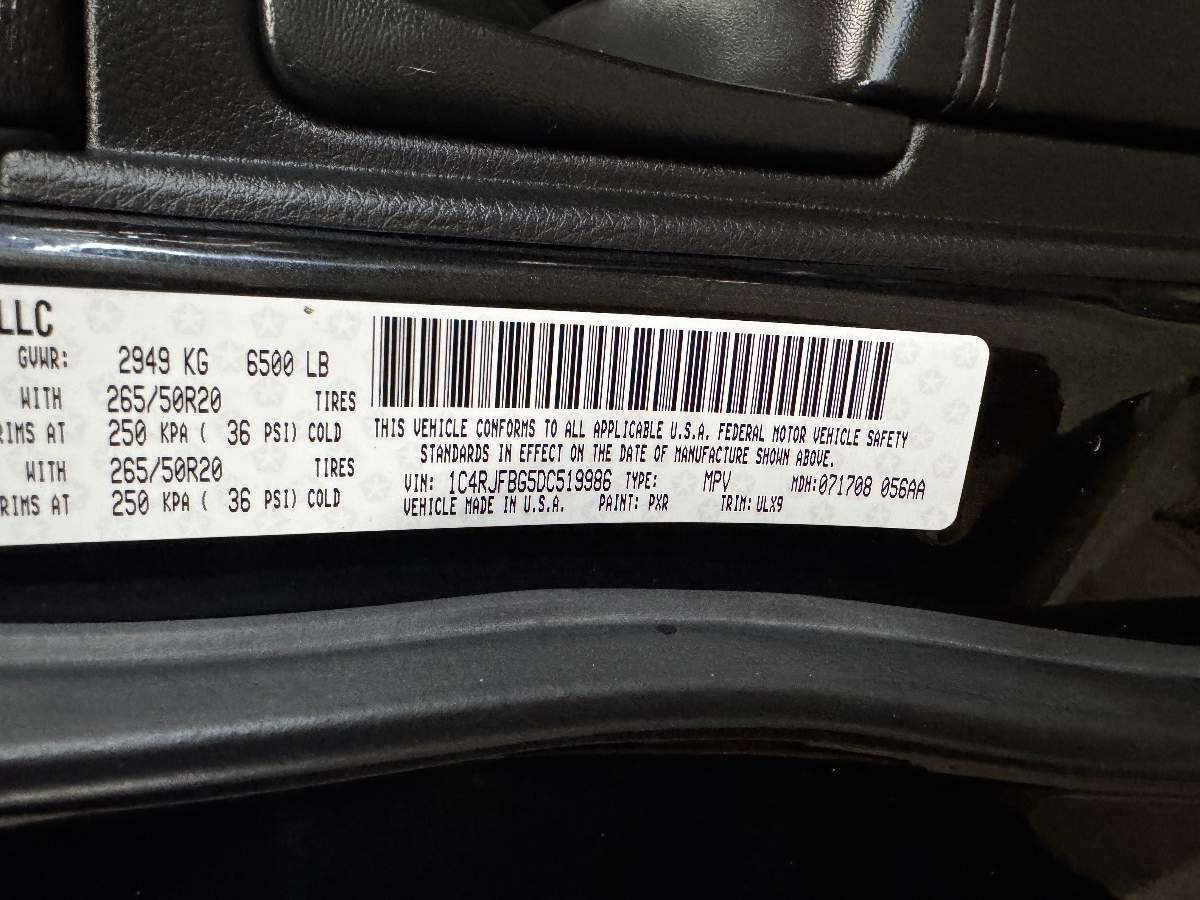 LLC
GVWR: 2949 KG 6500 LB
WITH 265/50R20 TIRES
RIMS AT 250 KPA ( 36 PSI) COLD
WITH 265/50R20 TIRES
RIMS AT 250 KPA ( 36 PSI) COLD
THIS VEHICLE CONFORMS TO ALL APPLICABLE U.S.A. FEDERAL MOTOR VEHICLE SAFETY
STANDARDS IN EFFECT ON THE DATE OF MANUFACTURE SHOWN ABOVE.
VIN: 1C4RJFBG5DC519986 TYPE: MPV MDH:071708 056AA
VEHICLE MADE IN U.S.A. PAINT: PXR TRIM: ULX9